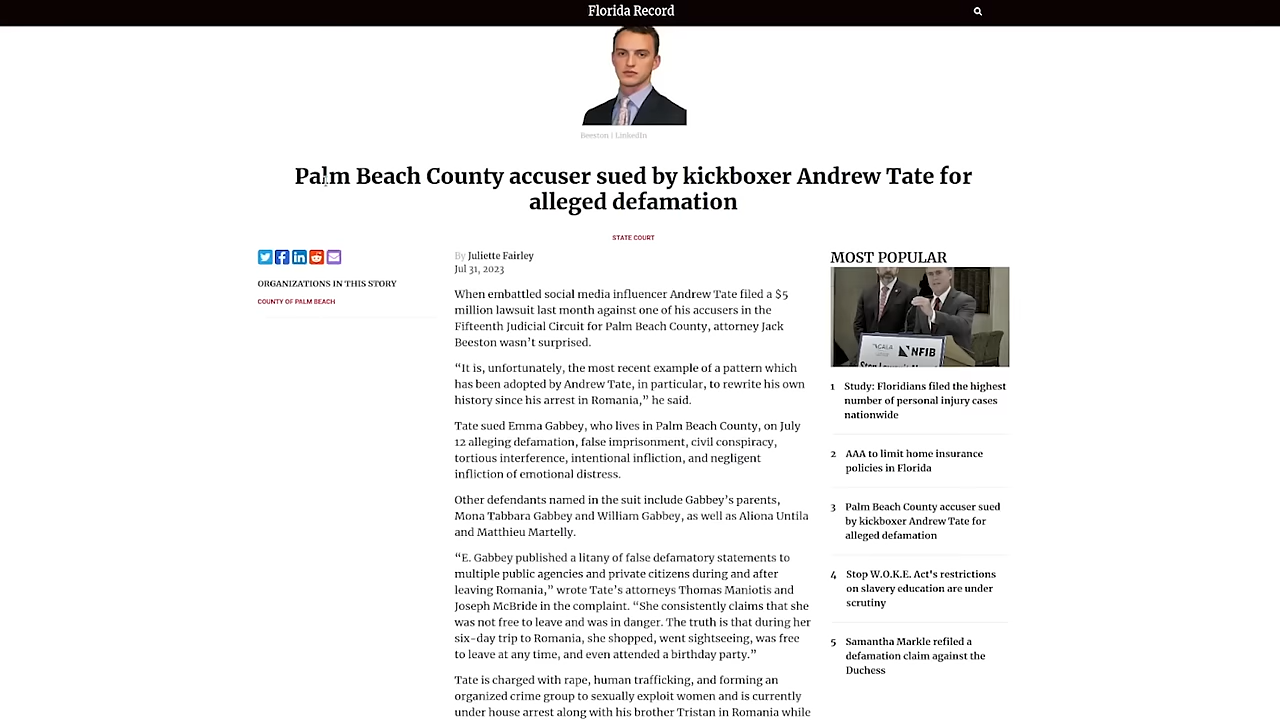 Florida Record
Beeston | LinkedIn
Palm Beach County accuser sued by kickboxer Andrew Tate for
alleged defamation
STATE COURT
ORGANIZATIONS IN THIS STORY
COUNTY OF PALM BEACH
By Juliette Fairley
Jul 31, 2023
When embattled social media influencer Andrew Tate filed a $5
million lawsuit last month against one of his accusers in the
Fifteenth Judicial Circuit for Palm Beach County, attorney Jack
Beeston wasn’t surprised.
“It is, unfortunately, the most recent example of a pattern which
has been adopted by Andrew Tate, in particular, to rewrite his own
history since his arrest in Romania,” he said.
Tate sued Emma Gabbey, who lives in Palm Beach County, on July
12 alleging defamation, false imprisonment, civil conspiracy,
tortious interference, intentional infliction, and negligent
infliction of emotional distress.
Other defendants named in the suit include Gabbey’s parents,
Mona Tabbara Gabbey and William Gabbey, as well as Aliona Untila
and Matthieu Martelly.
“E. Gabbey published a litany of false defamatory statements to
multiple public agencies and private citizens during and after
leaving Romania,” wrote Tate’s attorneys Thomas Maniotis and
Joseph McBride in the complaint. “She consistently claims that she
was not free to leave and was in danger. The truth is that during her
six-day trip to Romania, she shopped, went sightseeing, was free
to leave at any time, and even attended a birthday party.”
Tate is charged with rape, human trafficking, and forming an
organized crime group to sexually exploit women and is currently
under house arrest along with his brother Tristan in Romania while
MOST POPULAR
NFIB
1 Study: Floridians filed the highest
number of personal injury cases
nationwide
2 AAA to limit home insurance
policies in Florida
3 Palm Beach County accuser sued
by kickboxer Andrew Tate for
alleged defamation
4 Stop W.O.K.E. Act's restrictions
on slavery education are under
scrutiny
5 Samantha Markle refiled a
defamation claim against the
Duchess